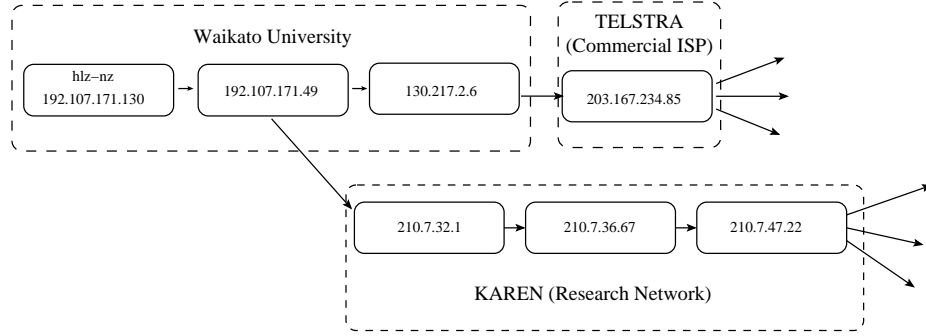 Waikato University
hlz−nz
192.107.171.130
192.107.171.49
130.217.2.6
TELSTRA
(Commercial ISP)
203.167.234.85
210.7.32.1
210.7.36.67
210.7.47.22
KAREN (Research Network)